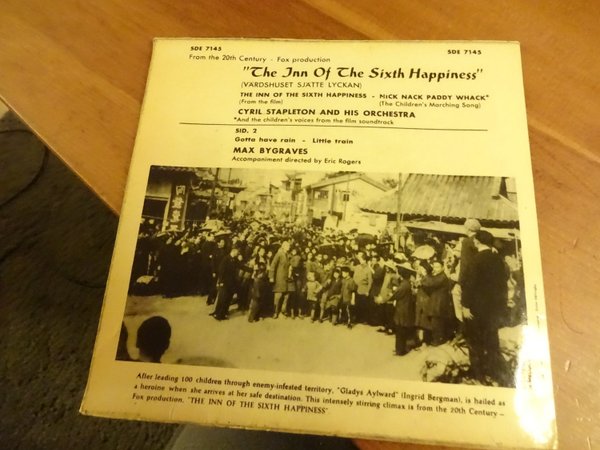 SDE 7145 SDE 7145
From the 20th Century - Fox production
"The Inn Of The Sixth Happiness"
(VÄRDSHUSET SJÄTTE LYCKAN)
THE INN OF THE SIXTH HAPPINESS - NICK NACK PADDY WHACK*
(From the film) (The Children's Marching Song)
CYRIL STAPLETON AND HIS ORCHESTRA
*And the children's voices from the film soundtrack
SID. 2
Gotta have rain - Little train
MAX BYGRAVES
Accompaniment directed by Eric Rogers
After leading 100 children through enemy-infested territory, "Gladys Aylward" (Ingrid Bergman), is hailed as
a heroine when she arrives at her safe destination. This intensely stirring climax is from the 20th Century —
Fox production, "THE INN OF THE SIXTH HAPPINESS"